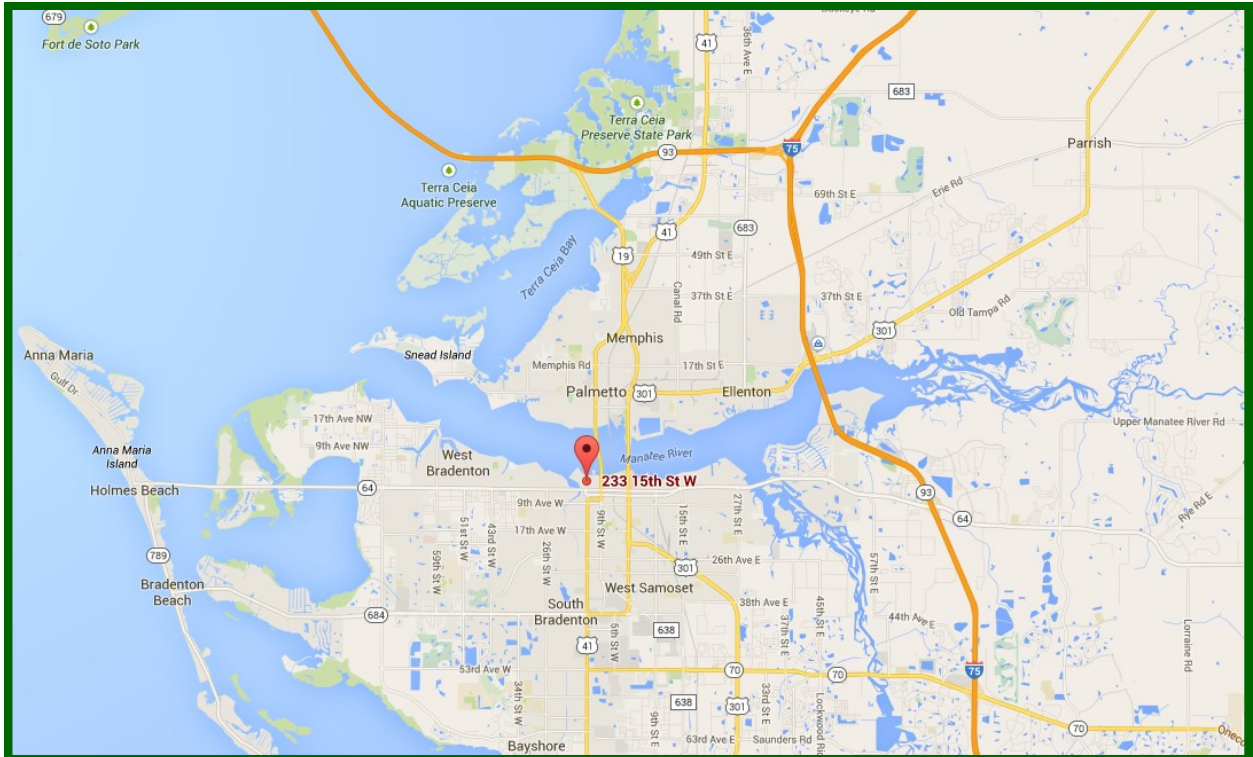 679
Fort de Soto Park
41
36th Ave E
683
Terra Ceia
Preserve State Park
93
75
Parrish
Terra Ceia
Aquatic Preserve
69th St E
Erie Rd
41
683
19
49th St E
Terra Ceia Bay
Canal Rd
37th St E
37th St E
Old Tampa Rd
301
Memphis
Anna Maria
Gulf Dr
Snead Island
Memphis Rd
17th St E
Palmetto
301
Ellenton
17th Ave NW
9th Ave NW
Upper Manatee River Rd
Anna Maria
Island
West
Bradenton
Manatee River
Holmes Beach
64
233 15th St W
93
64
Rye Rd E
9th Ave W
9th St W
15th St E
27th St E
51st St W
43rd St W
17th Ave W
26th St W
59th St W
789
26th Ave E
57th St E
301
Bradenton
Beach
West Samoset
38th Ave E
37th St E
45th St E
44th Ave E
684
South
Bradenton
5th St W
638
Lorraine Rd
41
53rd Ave W
70
70
75
34th St W
638
301
33rd St E
Lockwood Rid
9th St E
70
Bayshore
63rd Ave E
Saunders Rd
Oneco